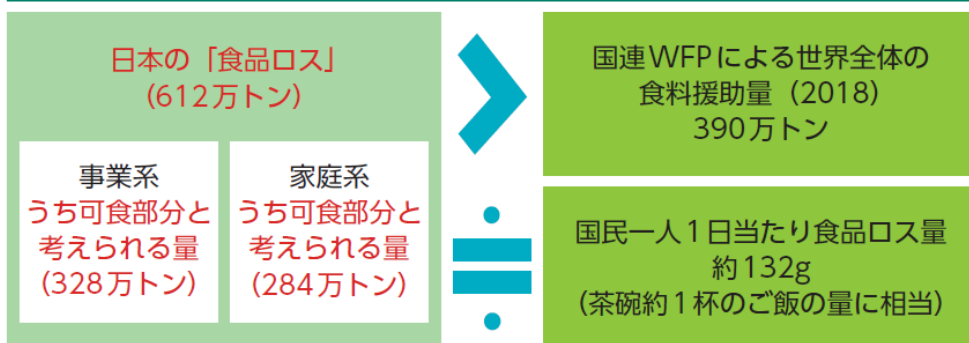 日本の「食品ロス」
(612万トン)
事業系
うち可食部分と
考えられる量
(328万トン)
家庭系
うち可食部分と
考えられる量
(284万トン)
国連WFPによる世界全体の
食料援助量（2018）
390万トン
国民一人1日当たり食品ロス量
約132g
（茶碗約1杯のご飯の量に相当）